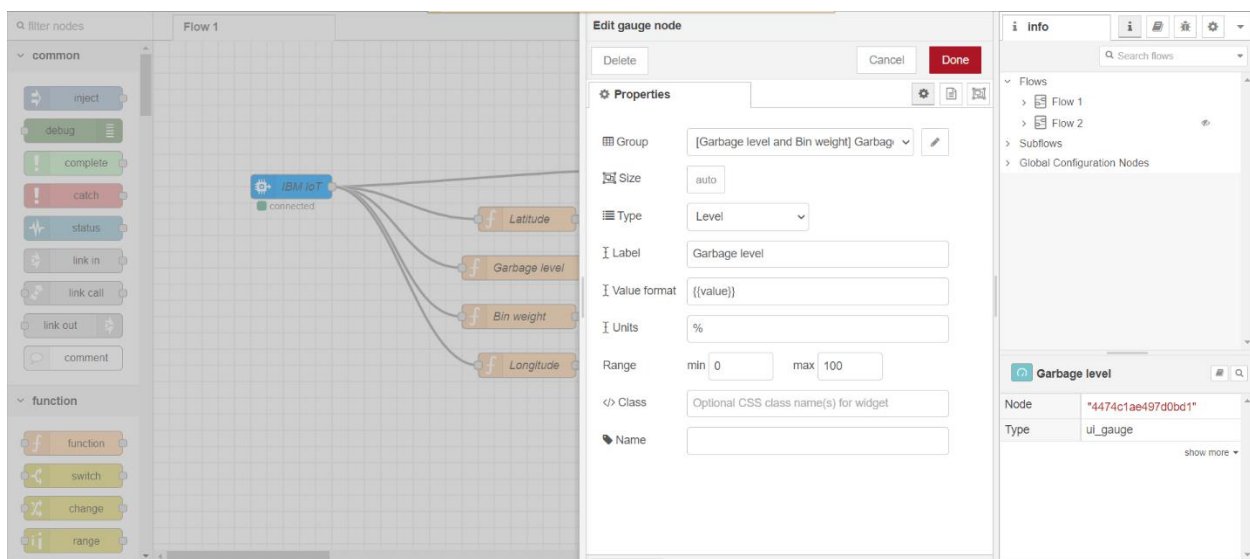 filter nodes
common
inject
debug
complete
catch
status
link in
link call
link out
comment
function
function
switch
change
range
Flow 1
IBM IoT
connected
Latitude
Garbage level
Bin weight
Longitude
Edit gauge node
Delete Cancel Done
Properties
Group [Garbage level and Bin weight] Garbag
Size auto
Type Level
Label Garbage level
Value format {{value}}
Units %
Range min 0 max 100
</> Class Optional CSS class name(s) for widget
Name
i info i
Search flows
Flows
Flow 1
Flow 2
Subflows
Global Configuration Nodes
Garbage level
Node "4474c1ae497d0bd1"
Type ui_gauge
show more